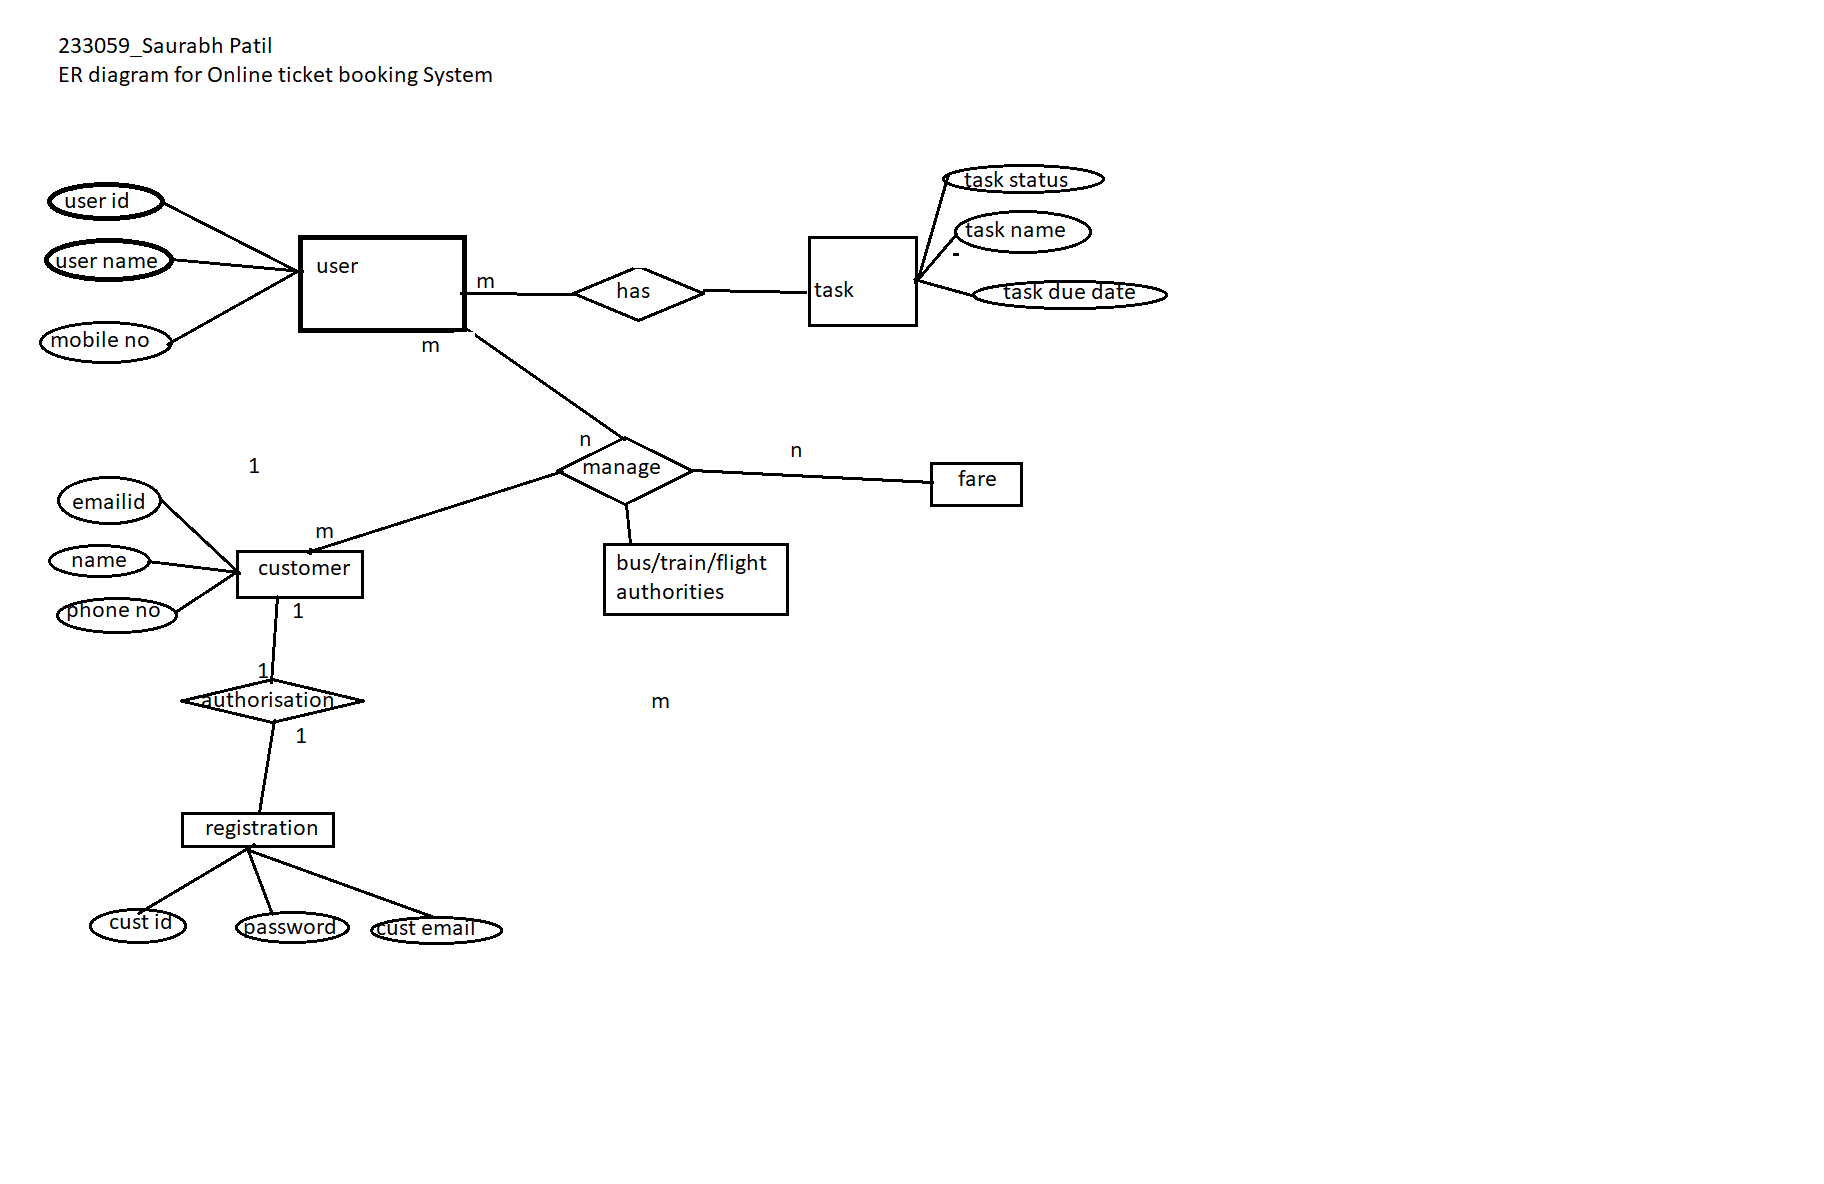 233059_Saurabh Patil
ER diagram for Online ticket booking System
task status
user id
task name
user name
user
m
has
task
task due date
mobile no
m
n
n
1
manage
fare
emailid
m
name
customer
bus/train/flight
authorities
phone no
1
1
authorisation
m
1
registration
cust id
password
cust email